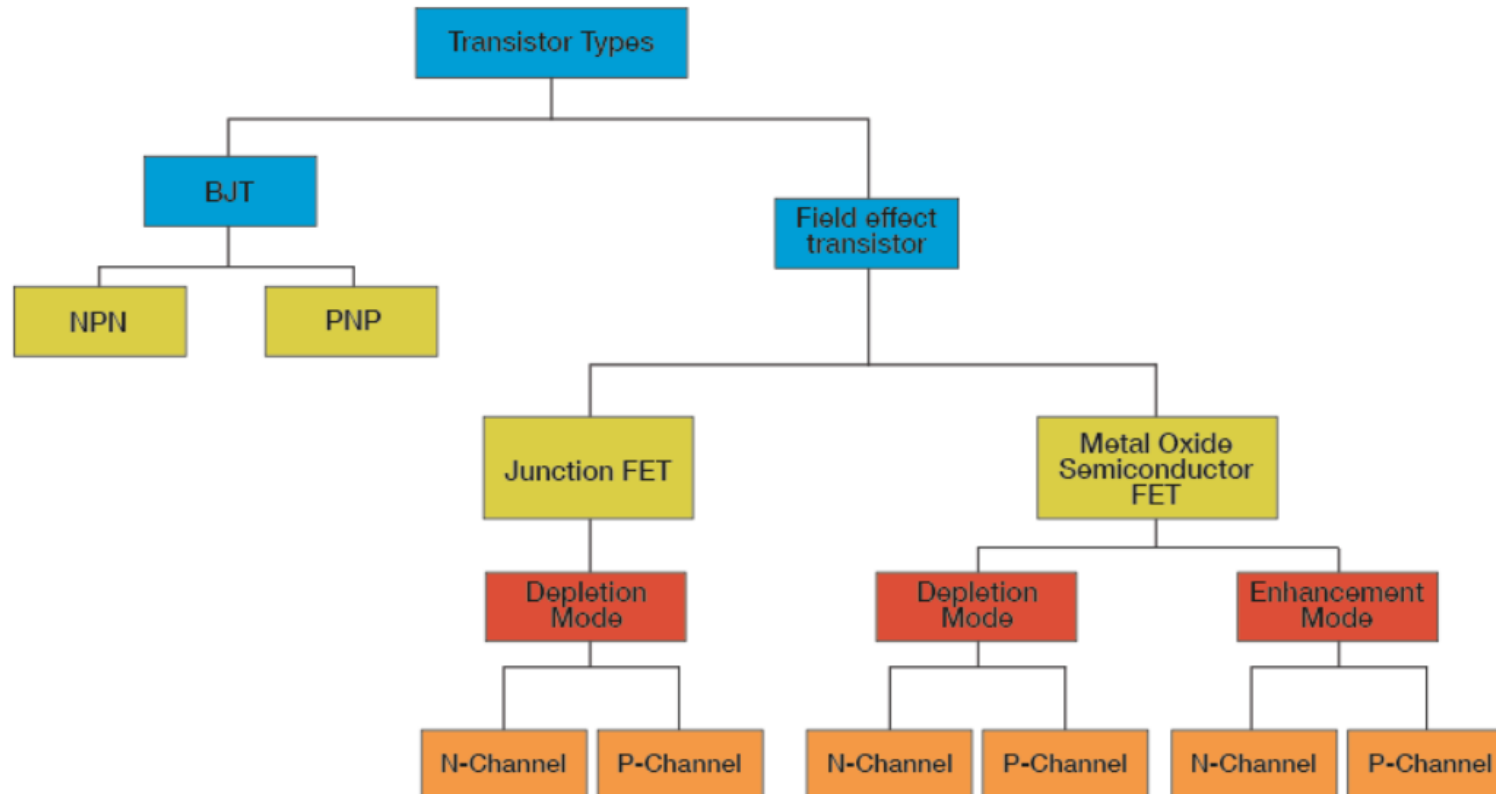 Transistor Types
BJT
Field effect
transistor
NPN
PNP
Junction FET
Metal Oxide
Semiconductor
FET
Depletion
Mode
Depletion
Mode
Enhancement
Mode
N-Channel
P-Channel
N-Channel
P-Channel
N-Channel
P-Channel